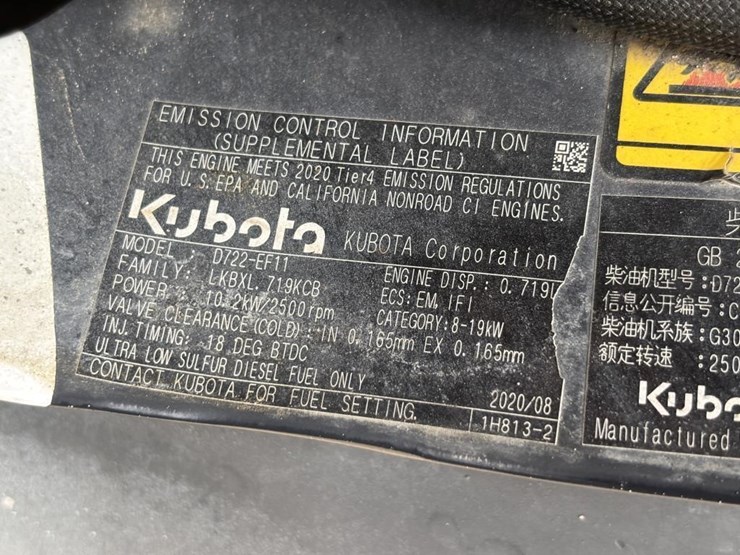 EMISSION CONTROL INFORMATION
(SUPPLEMENTAL LABEL)
THIS ENGINE MEETS 2020 Tier4 EMISSION REGULATIONS
FOR U.S. EPA AND CALIFORNIA NONROAD CI ENGINES.
Kubota KUBOTA Corporation
MODEL : D722-EF11 ENGINE DISP.: 0.719L
FAMILY: LKBXL.719KCB ECS: EM, IFI
POWER : 10.2kW/2500rpm CATEGORY: 8-19kW
VALVE CLEARANCE(COLD) : IN 0.165mm EX 0.165mm
INJ. TIMING: 18 DEG BTDC
ULTRA LOW SULFUR DIESEL FUEL ONLY 2020/08
CONTACT KUBOTA FOR FUEL SETTING. 1H813-2
柴
GB 2
柴油机型号:D72
信息公开编号:C
柴油机系族:G30
额定转速 :250
Kubo
Manufactured